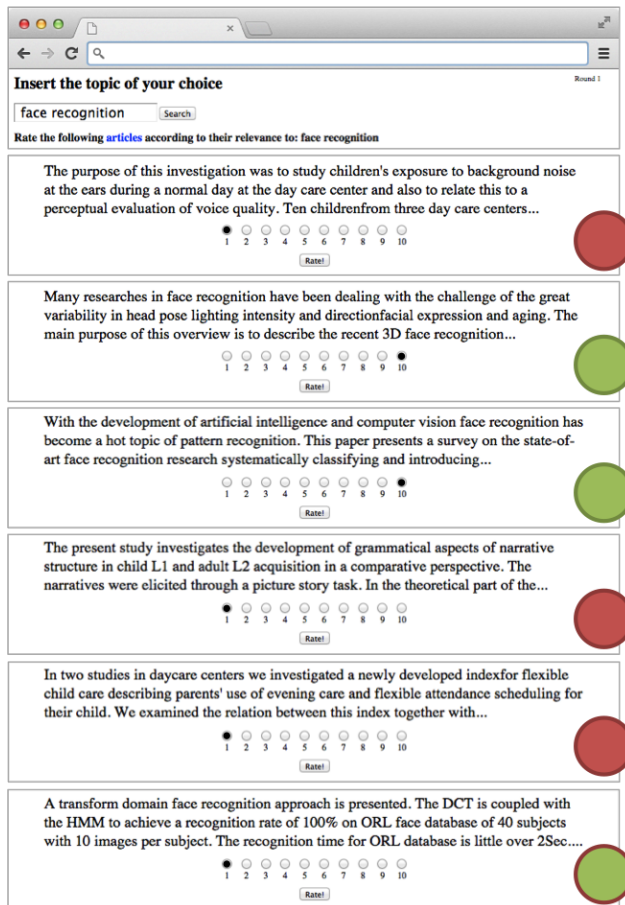 Insert the topic of your choice
Round 1
face recognition Search
Rate the following articles according to their relevance to: face recognition
The purpose of this investigation was to study children's exposure to background noise
at the ears during a normal day at the day care center and also to relate this to a
perceptual evaluation of voice quality. Ten childrenfrom three day care centers...
1 2 3 4 5 6 7 8 9 10
Rate!
Many researches in face recognition have been dealing with the challenge of the great
variability in head pose lighting intensity and directionfacial expression and aging. The
main purpose of this overview is to describe the recent 3D face recognition...
1 2 3 4 5 6 7 8 9 10
Rate!
With the development of artificial intelligence and computer vision face recognition has
become a hot topic of pattern recognition. This paper presents a survey on the state-of-
art face recognition research systematically classifying and introducing...
1 2 3 4 5 6 7 8 9 10
Rate!
The present study investigates the development of grammatical aspects of narrative
structure in child L1 and adult L2 acquisition in a comparative perspective. The
narratives were elicited through a picture story task. In the theoretical part of the...
1 2 3 4 5 6 7 8 9 10
Rate!
In two studies in daycare centers we investigated a newly developed indexfor flexible
child care describing parents' use of evening care and flexible attendance scheduling for
their child. We examined the relation between this index together with...
1 2 3 4 5 6 7 8 9 10
Rate!
A transform domain face recognition approach is presented. The DCT is coupled with
the HMM to achieve a recognition rate of 100% on ORL face database of 40 subjects
with 10 images per subject. The recognition time for ORL database is little over 2Sec....
1 2 3 4 5 6 7 8 9 10
Rate!